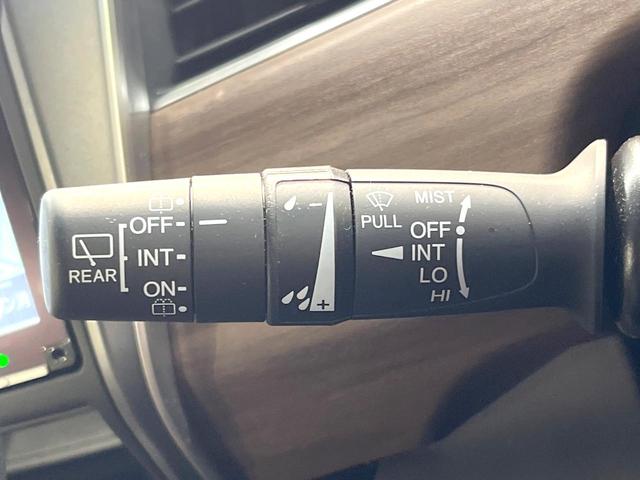 REAR
OFF-
INT-
ON-
-
+
PULL
MIST
OFF
INT
LO
HI